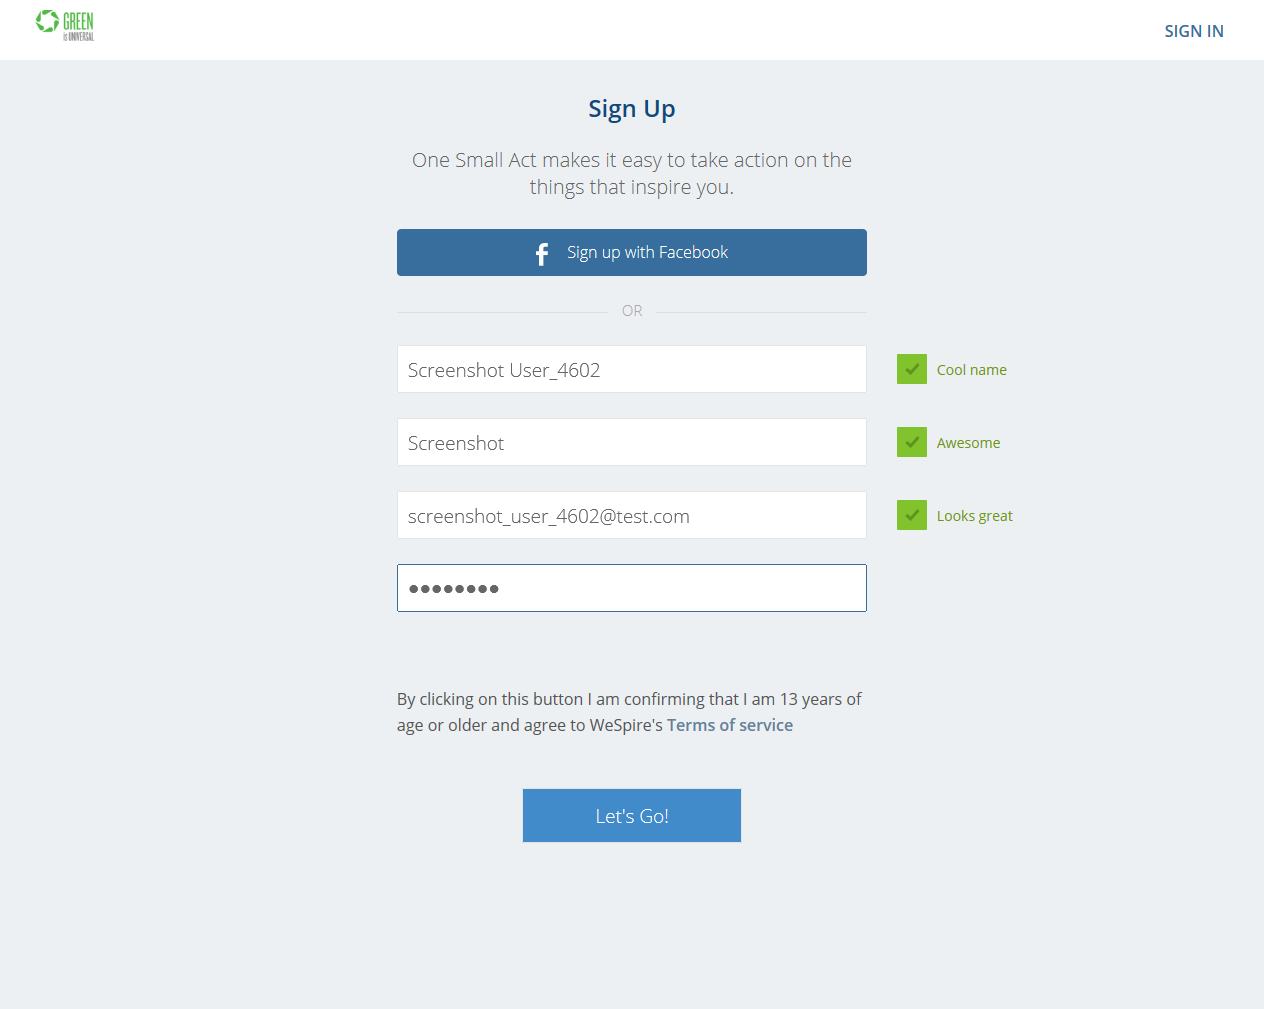 GREEN
is UNIVERSAL
SIGN IN
Sign Up
One Small Act makes it easy to take action on the
things that inspire you.
Sign up with Facebook
OR
Screenshot User_4602
Cool name
Screenshot
Awesome
screenshot_user_4602@test.com
Looks great
••••••••
By clicking on this button I am confirming that I am 13 years of
age or older and agree to WeSpire's Terms of service
Let's Go!